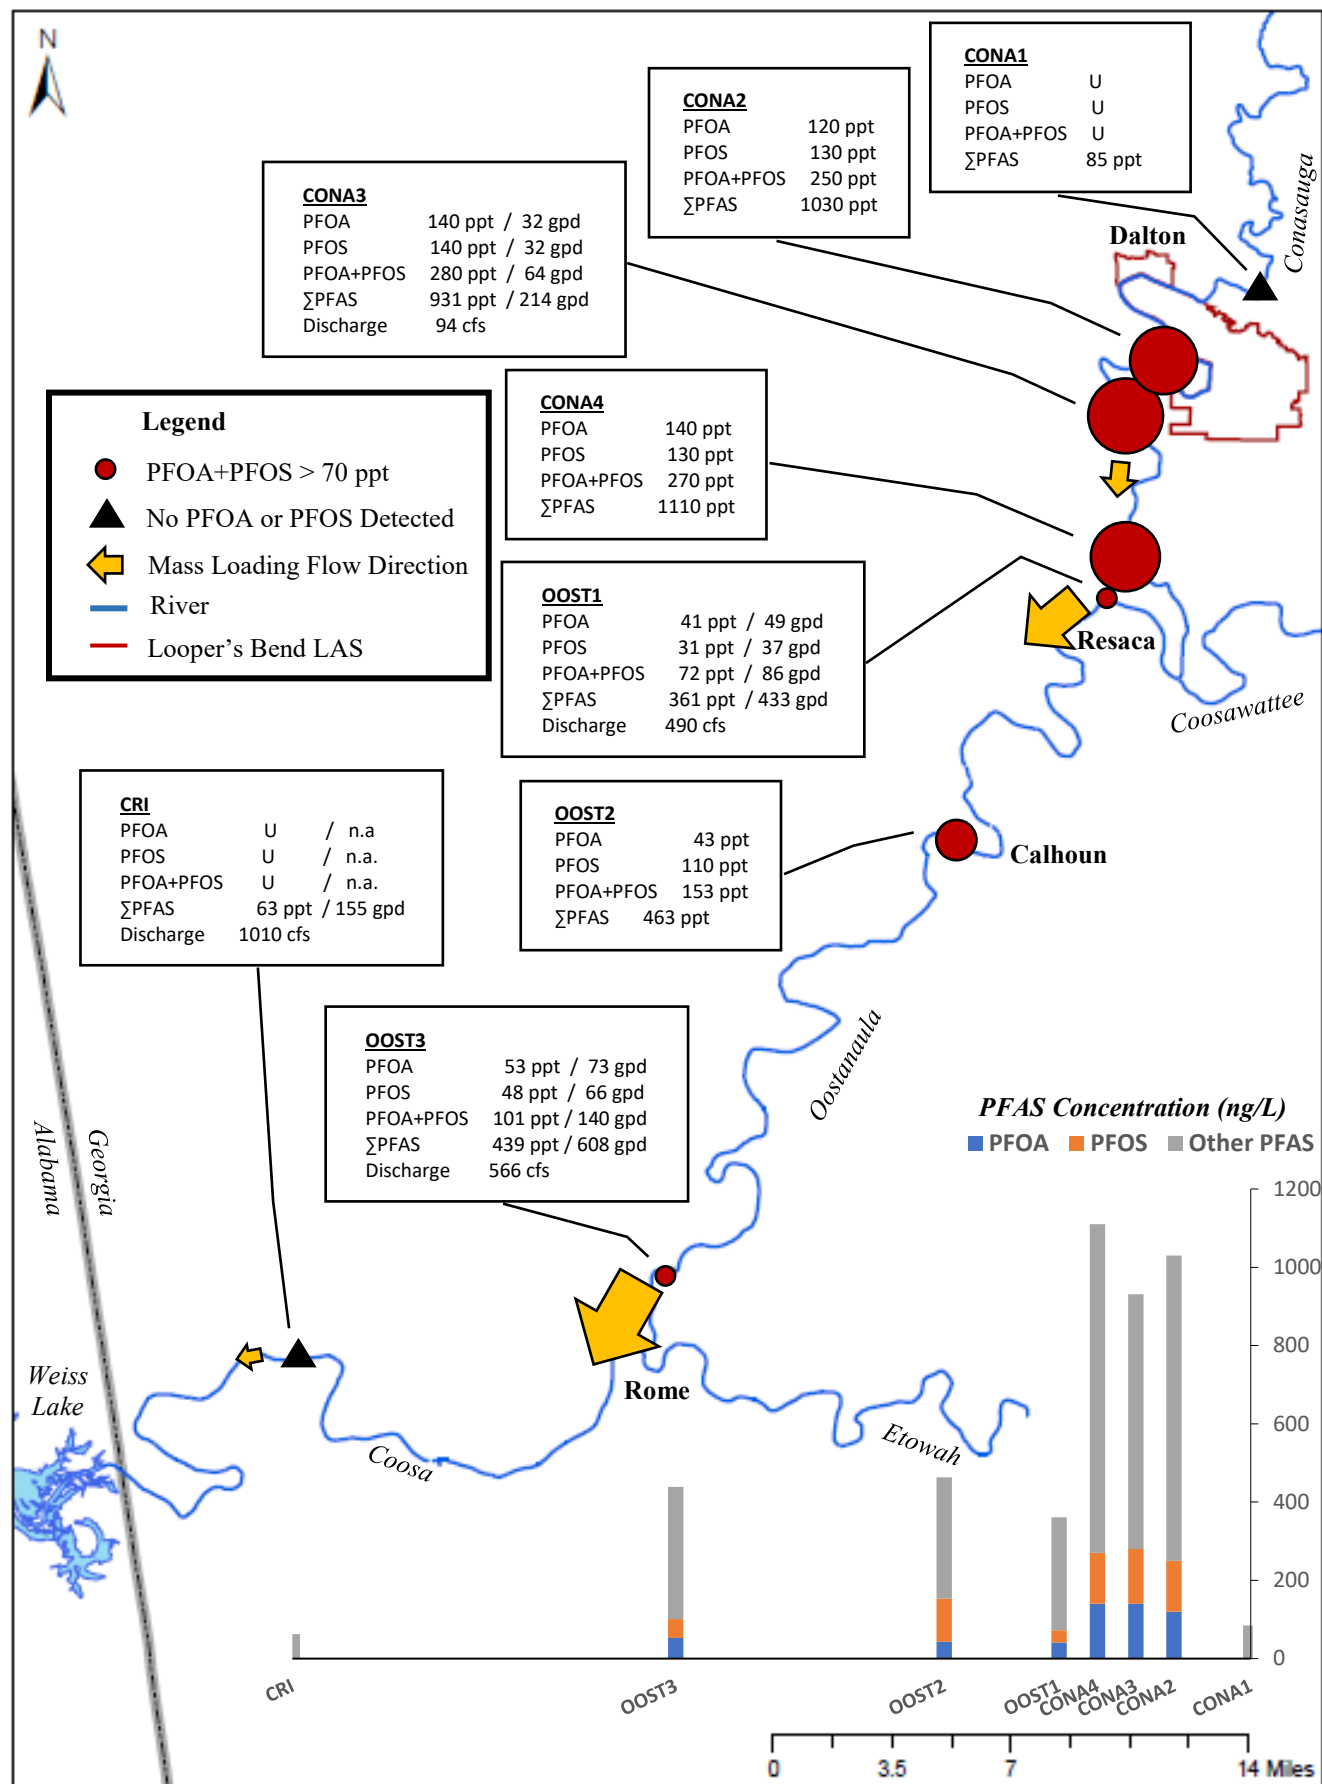 N
CONA1
PFOA U
PFOS U
PFOA+PFOS U
∑PFAS 85 ppt
CONA2
PFOA 120 ppt
PFOS 130 ppt
PFOA+PFOS 250 ppt
∑PFAS 1030 ppt
CONA3
PFOA 140 ppt / 32 gpd
PFOS 140 ppt / 32 gpd
PFOA+PFOS 280 ppt / 64 gpd
∑PFAS 931 ppt / 214 gpd
Discharge 94 cfs
Dalton
Conasauga
CONA4
PFOA 140 ppt
PFOS 130 ppt
PFOA+PFOS 270 ppt
∑PFAS 1110 ppt
Legend
PFOA+PFOS > 70 ppt
No PFOA or PFOS Detected
Mass Loading Flow Direction
River
Looper's Bend LAS
OOST1
PFOA 41 ppt / 49 gpd
PFOS 31 ppt / 37 gpd
PFOA+PFOS 72 ppt / 86 gpd
∑PFAS 361 ppt / 433 gpd
Discharge 490 cfs
Resaca
Coosawattee
CRI
PFOA U / n.a
PFOS U / n.a.
PFOA+PFOS U / n.a.
∑PFAS 63 ppt / 155 gpd
Discharge 1010 cfs
OOST2
PFOA 43 ppt
PFOS 110 ppt
PFOA+PFOS 153 ppt
∑PFAS 463 ppt
Calhoun
Oostanaula
OOST3
PFOA 53 ppt / 73 gpd
PFOS 48 ppt / 66 gpd
PFOA+PFOS 101 ppt / 140 gpd
∑PFAS 439 ppt / 608 gpd
Discharge 566 cfs
Alabama
Georgia
PFAS Concentration (ng/L)
PFOA PFOS Other PFAS
1200
1000
800
600
400
200
0
Weiss
Lake
Rome
Coosa
Etowah
CRI OOST3 OOST2 OOST1 CONA4 CONA3 CONA2 CONA1
0 3.5 7 14 Miles